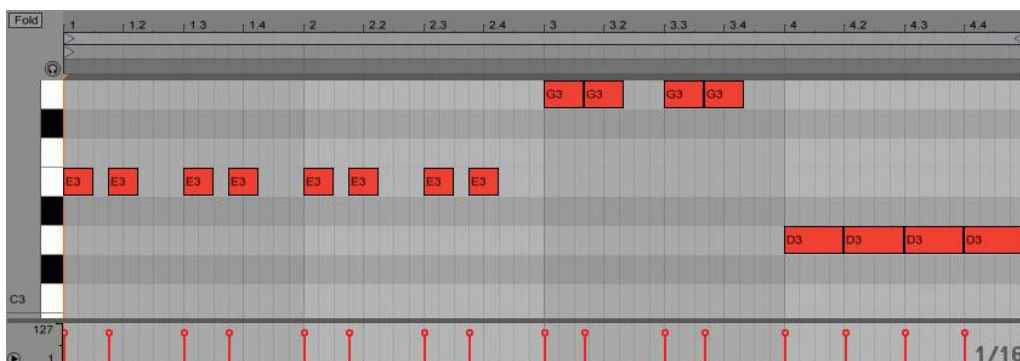 Fold
1 1.2 1.3 1.4 2 2.2 2.3 2.4 3 3.2 3.3 3.4 4 4.2 4.3 4.4
G3 G3 G3 G3
E3 E3 E3 E3 E3 E3 E3 E3
D3 D3 D3 D3
C3
127
1
1/16